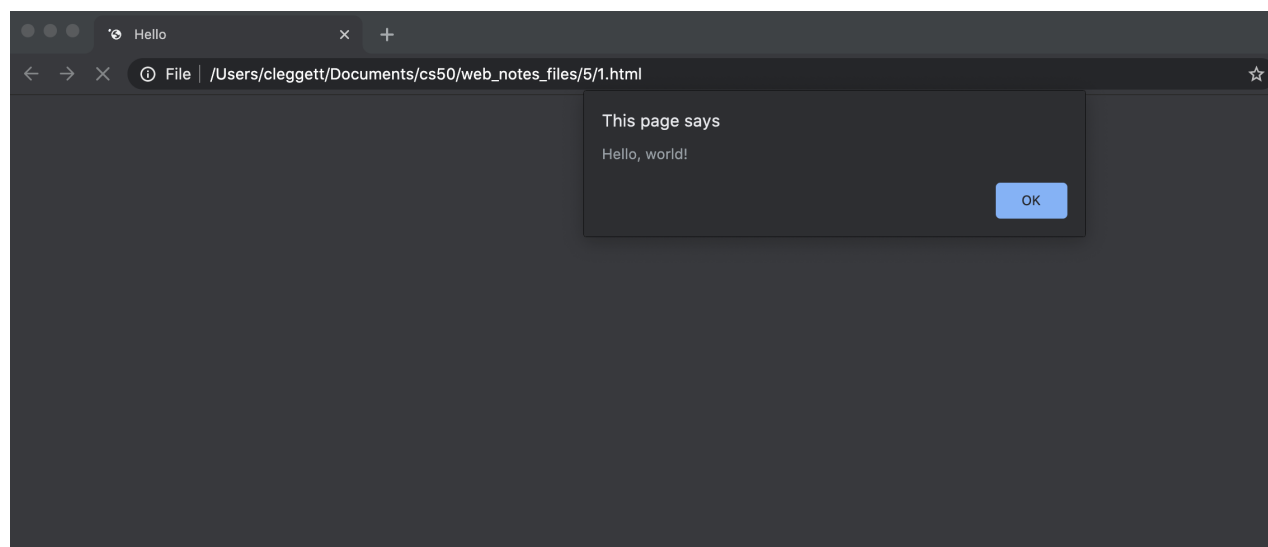 Hello
File /Users/cleggett/Documents/cs50/web_notes_files/5/1.html
This page says
Hello, world!
OK